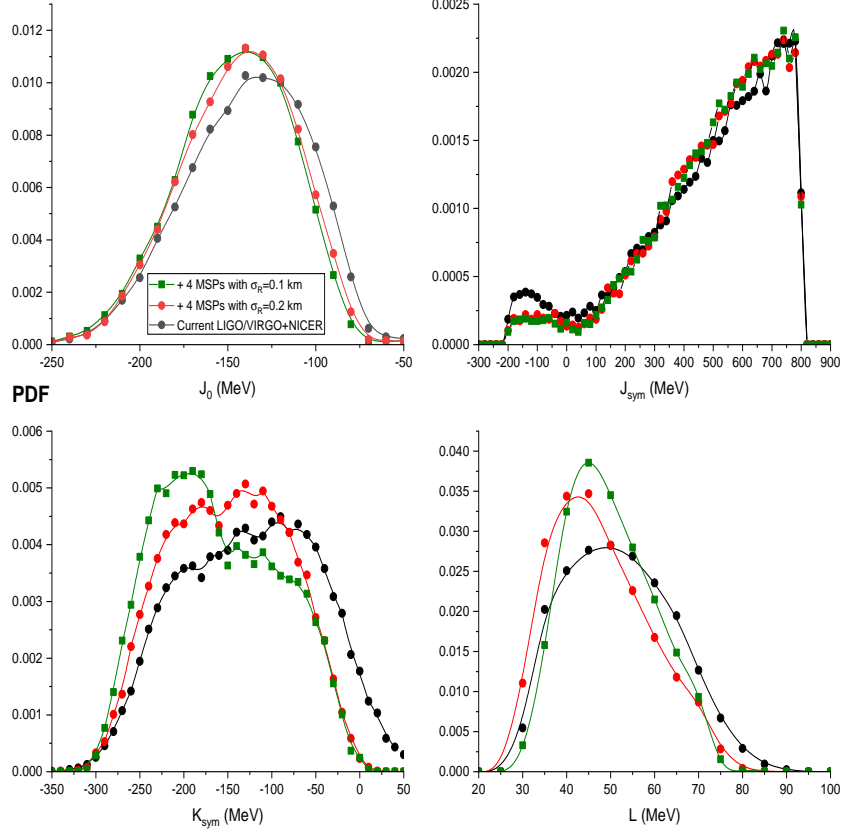 0.012
0.010
0.008
0.006
0.004
0.002
0.000
-250 -200 -150 -100 -50
J₀ (MeV)
+ 4 MSPs with σ_R=0.1 km
+ 4 MSPs with σ_R=0.2 km
Current LIGO/VIRGO+NICER
0.0025
0.0020
0.0015
0.0010
0.0005
0.0000
-300 -200 -100 0 100 200 300 400 500 600 700 800 900
J_sym (MeV)
PDF
0.006
0.005
0.004
0.003
0.002
0.001
0.000
-350 -300 -250 -200 -150 -100 -50 0 50
K_sym (MeV)
0.040
0.035
0.030
0.025
0.020
0.015
0.010
0.005
0.000
20 30 40 50 60 70 80 90 100
L (MeV)